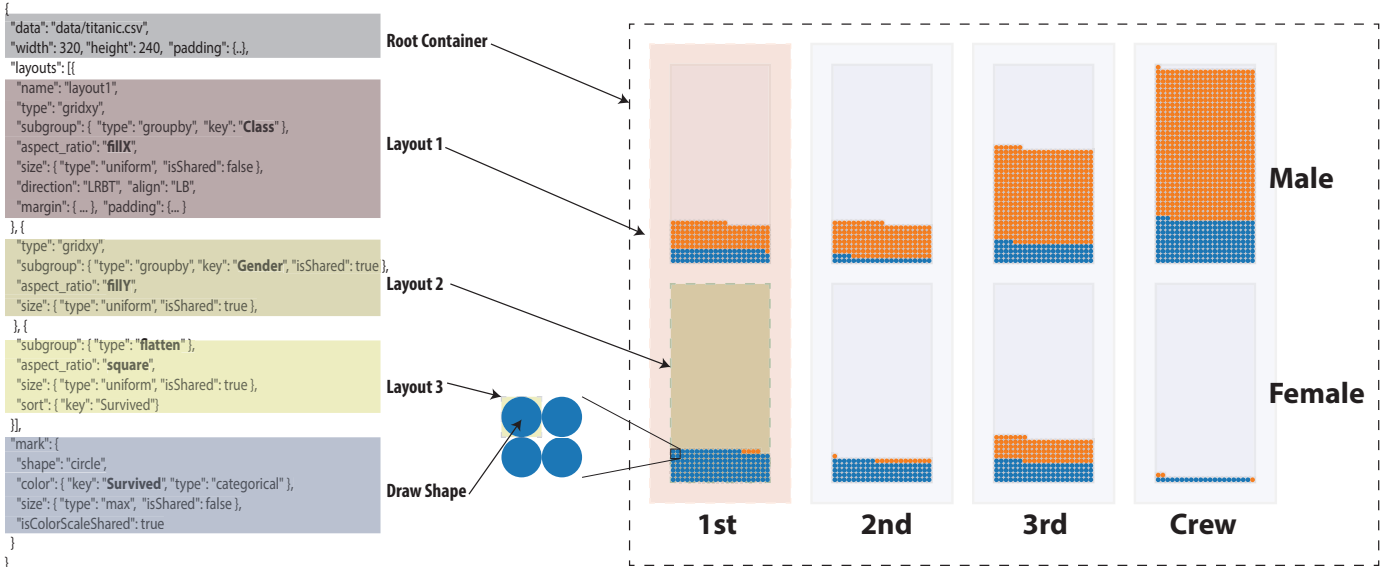 {
"data": "data/titanic.csv",
"width": 320, "height": 240, "padding": {..},
"layouts": [{
"name": "layout1",
"type": "gridxy",
"subgroup": { "type": "groupby", "key": "Class" },
"aspect_ratio": "fillX",
"size": { "type": "uniform", "isShared": false },
"direction": "LRBT", "align": "LB",
"margin": { ... }, "padding": {... }
}, {
"type": "gridxy",
"subgroup": { "type": "groupby", "key": "Gender", "isShared": true },
"aspect_ratio": "fillY",
"size": { "type": "uniform", "isShared": true },
}, {
"subgroup": { "type": "flatten" },
"aspect_ratio": "square",
"size": { "type": "uniform", "isShared": true },
"sort": { "key": "Survived"}
}],
"mark": {
"shape": "circle",
"color": { "key": "Survived", "type": "categorical" },
"size": { "type": "max", "isShared": false },
"isColorScaleShared": true
}
}
Root Container
Layout 1
Layout 2
Layout 3
Draw Shape
Male
Female
1st
2nd
3rd
Crew